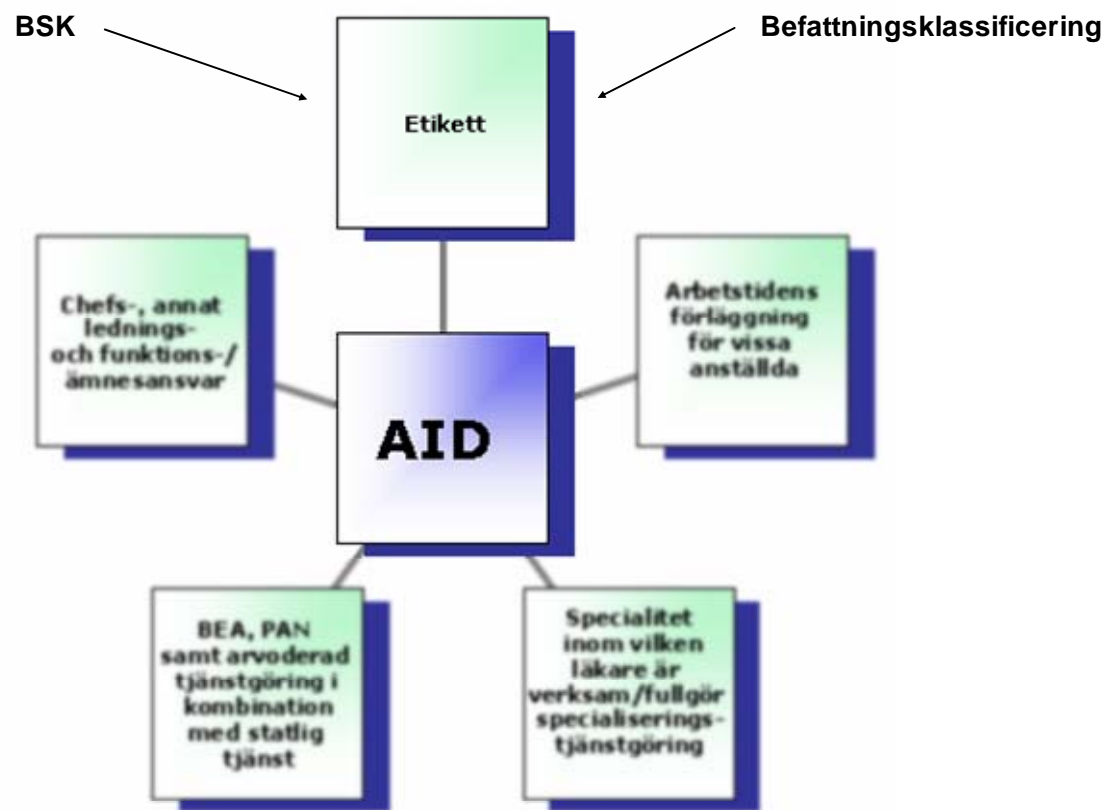 BSK
Befattningsklassificering
Etikett
Chefs-, annat
lednings-
och funktions-/
ämnesansvar
Arbetstidens
förläggning
för vissa
anställda
AID
BEA, PAN
samt arvoderad
tjänstgöring i
kombination
med statlig
tjänst
Specialitet
inom vilken
läkare är
verksam/fullgör
specialiserings-
tjänstgöring